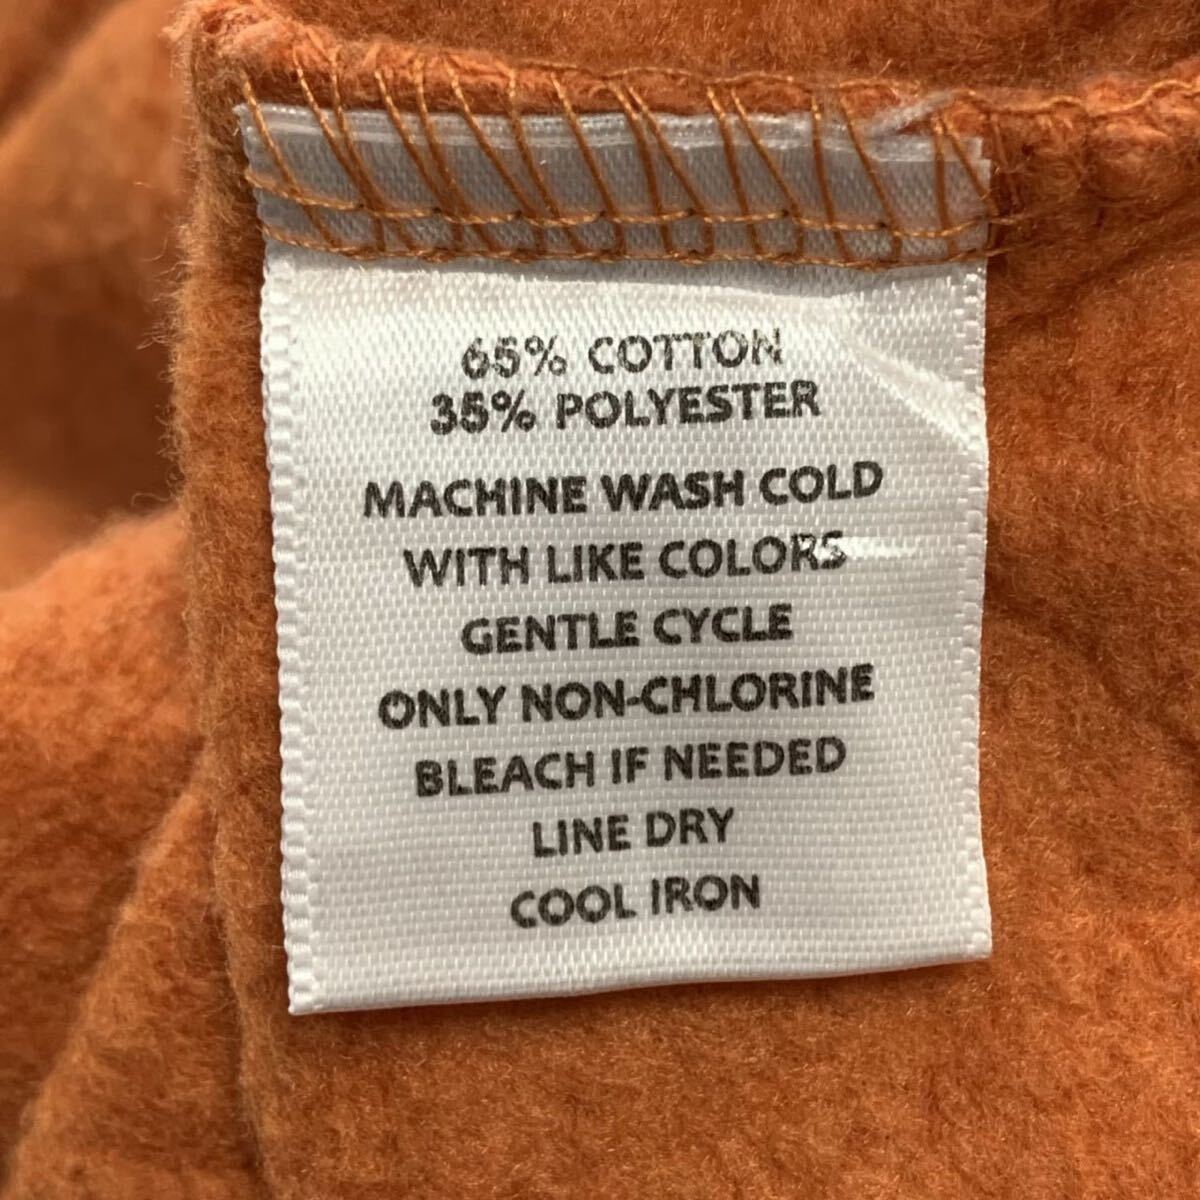 65% COTTON
35% POLYESTER
MACHINE WASH COLD
WITH LIKE COLORS
GENTLE CYCLE
ONLY NON-CHLORINE
BLEACH IF NEEDED
LINE DRY
COOL IRON